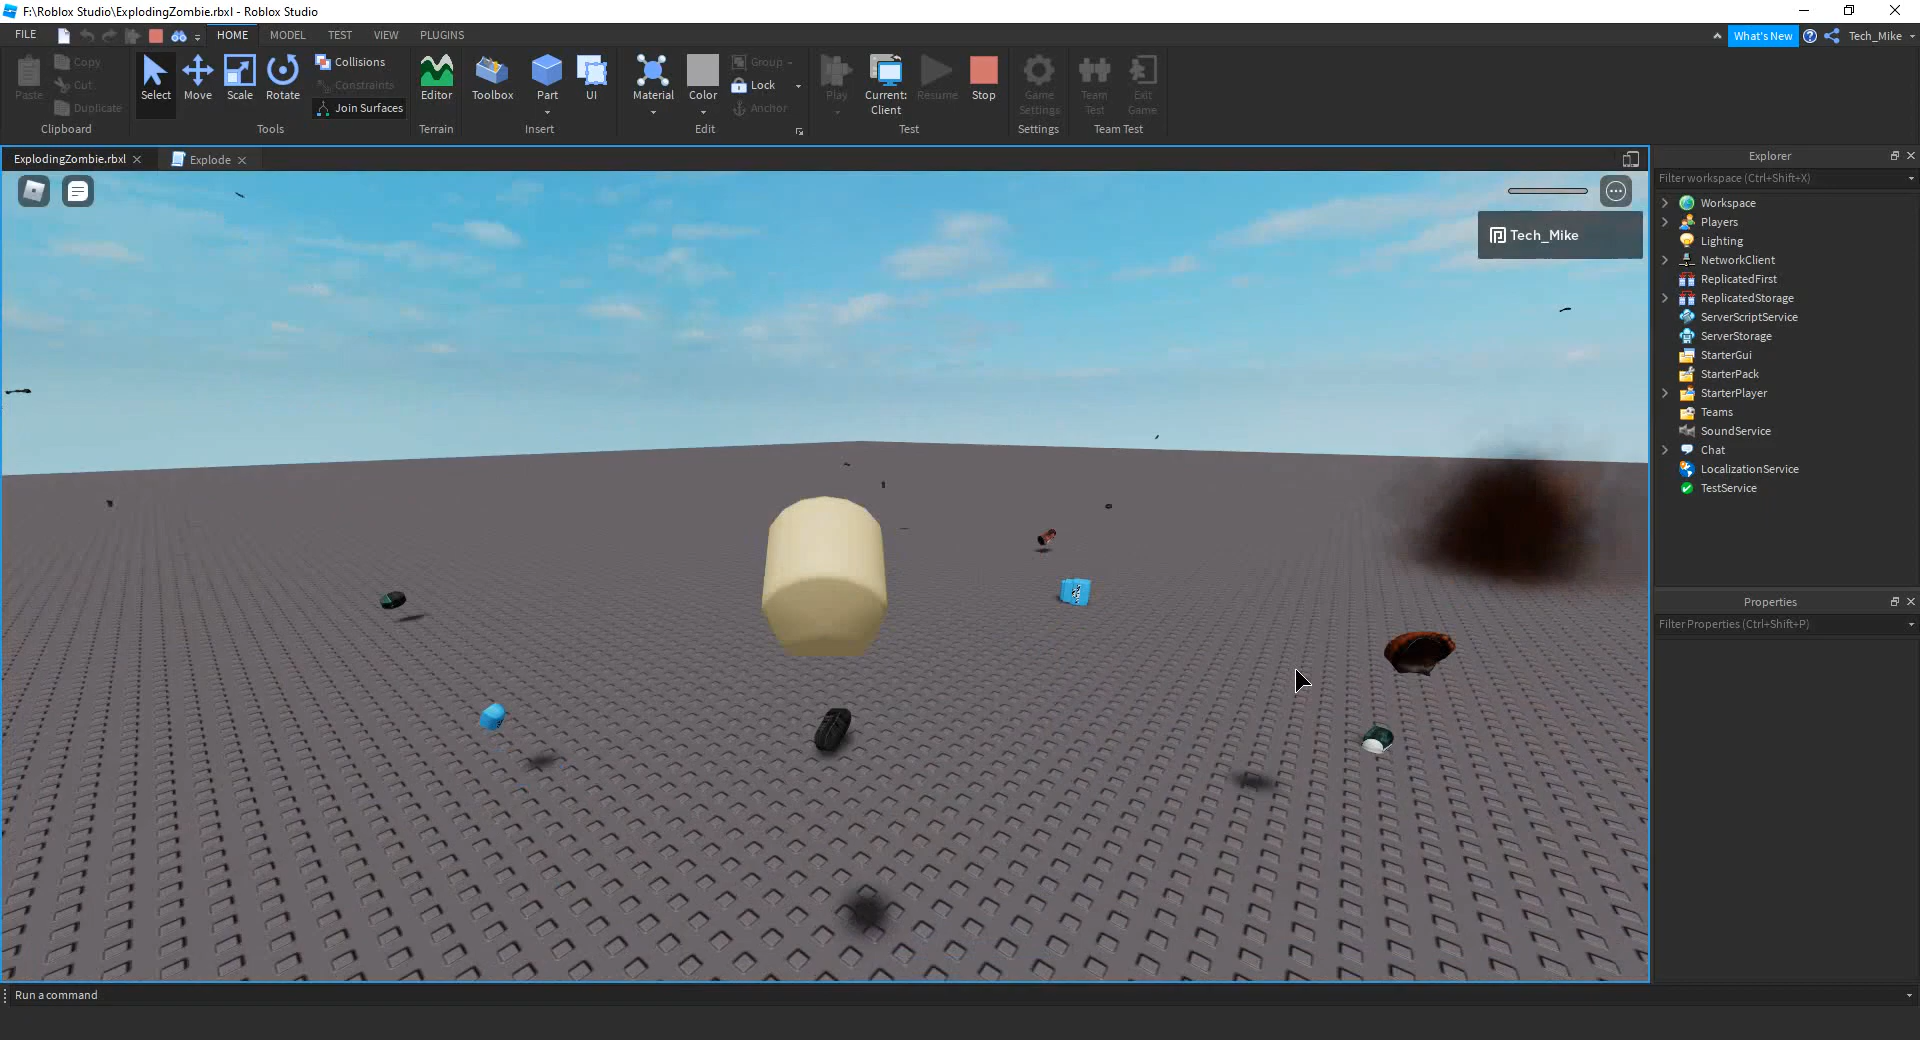 F:\Roblox Studio\ExplodingZombie.rbxl - Roblox Studio
FILE HOME MODEL TEST VIEW PLUGINS What's New Tech_Mike
Paste
Copy
Cut
Duplicate
Clipboard
Select
Move
Scale
Rotate
Collisions
Constraints
Join Surfaces
Tools
Editor
Terrain
Toolbox
Part
UI
Insert
Material
Color
Group
Lock
Anchor
Edit
Play
Current:
Client
Resume
Stop
Test
Game
Settings
Settings
Team
Test
Exit
Game
Team Test
ExplodingZombie.rbxl
Explode
Tech_Mike
Explorer
Filter workspace (Ctrl+Shift+X)
Workspace
Players
Lighting
NetworkClient
ReplicatedFirst
ReplicatedStorage
ServerScriptService
ServerStorage
StarterGui
StarterPack
StarterPlayer
Teams
SoundService
Chat
LocalizationService
TestService
Properties
Filter Properties (Ctrl+Shift+P)
Run a command